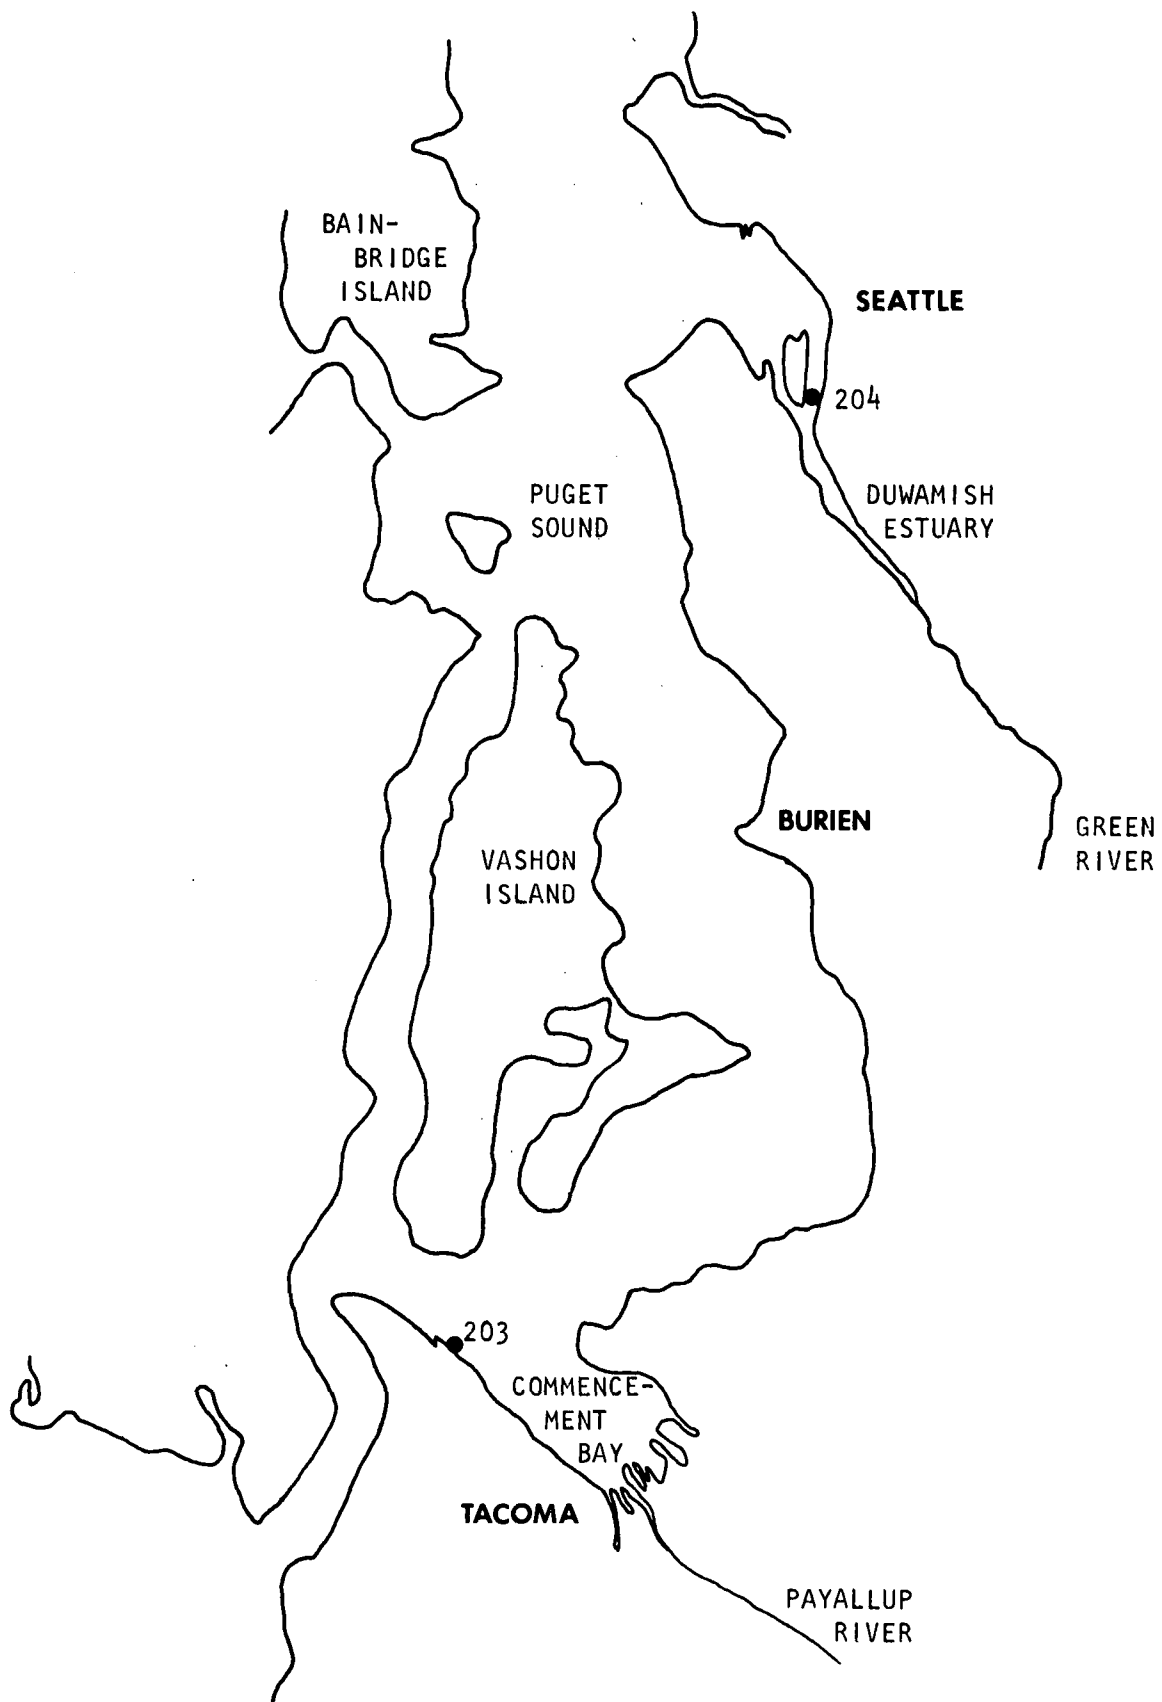 BAIN-
BRIDGE
ISLAND
SEATTLE
204
PUGET
SOUND
DUWAMISH
ESTUARY
BURIEN
GREEN
RIVER
VASHON
ISLAND
203
COMMENCE-
MENT
BAY
TACOMA
PAYALLUP
RIVER